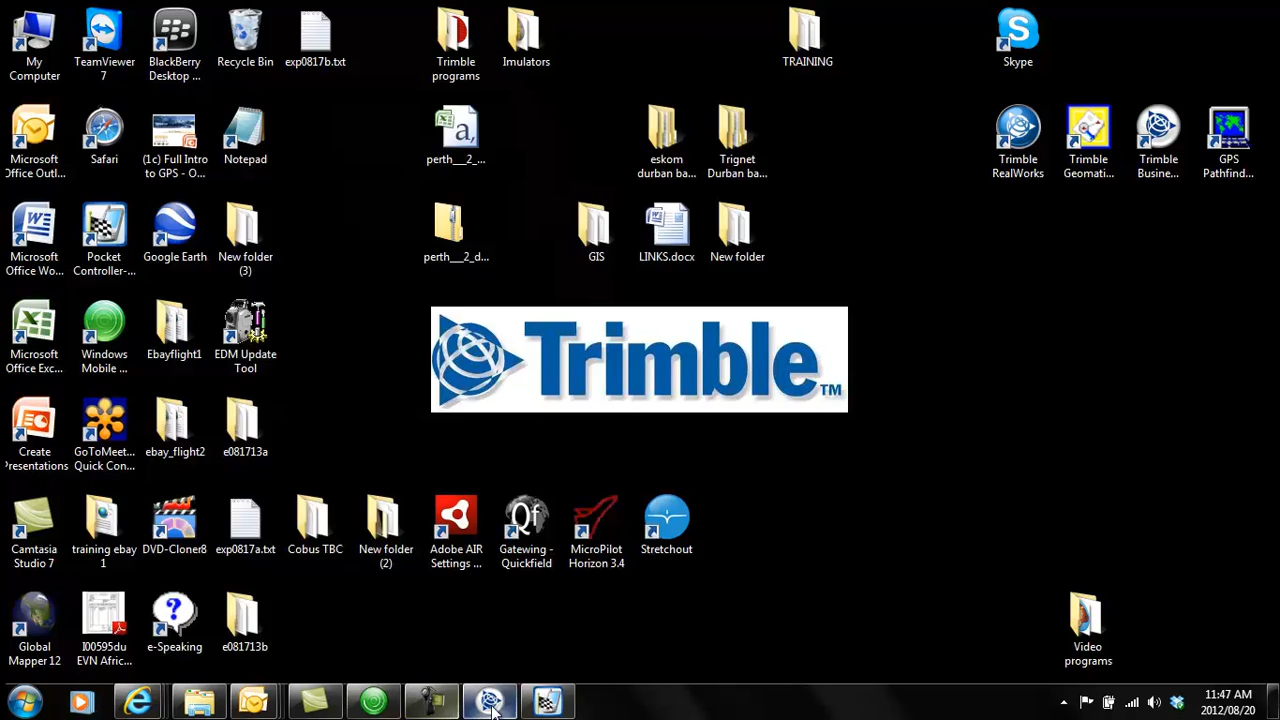 My Computer
TeamViewer 7
BlackBerry Desktop ...
Recycle Bin
exp0817b.txt
Trimble programs
Imulators
TRAINING
Skype
Microsoft Office Outl...
Safari
(1c) Full Intro to GPS - O...
Notepad
perth___2_...
eskom durban ba...
Trignet Durban ba...
Trimble RealWorks
Trimble Geomati...
Trimble Busine...
GPS Pathfind...
Microsoft Office Wo...
Pocket Controller-...
Google Earth
New folder (3)
perth___2_d...
GIS
LINKS.docx
New folder
Microsoft Office Exc...
Windows Mobile ...
Ebayflight1
EDM Update Tool
Trimble TM
Create Presentations
GoToMeet... Quick Con...
ebay_flight2
e081713a
Camtasia Studio 7
training ebay 1
DVD-Cloner8
exp0817a.txt
Cobus TBC
New folder (2)
Adobe AIR Settings ...
Gatewing - Quickfield
MicroPilot Horizon 3.4
Stretchout
Global Mapper 12
I00595du EVN Afric...
e-Speaking
e081713b
Video programs
11:47 AM
2012/08/20